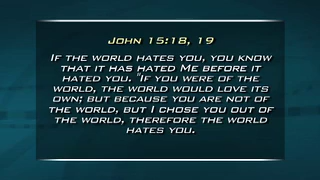 John 15:18, 19
If the world hates you, you know
that it has hated Me before it
hated you. "If you were of the
world, the world would love its
own; but because you are not of
the world, but I chose you out of
the world, therefore the world
hates you.